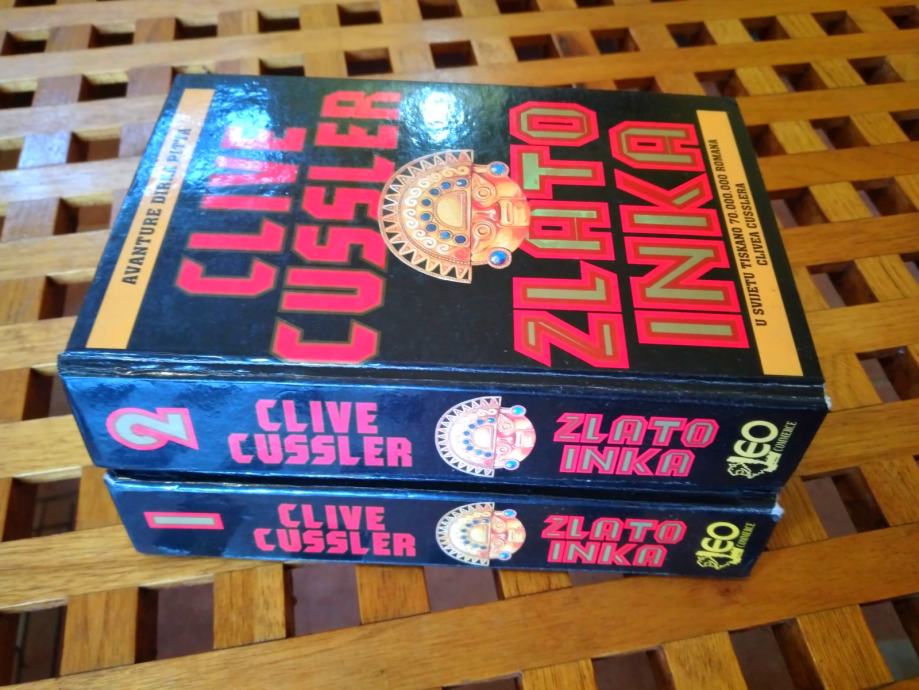 AVANTURE DIRKA PITTA
CLIVE
CUSSLER
ZLATO
INKA
U SVIJETU TISKANO 70.000.000 ROMANA
CLIVEA CUSSLERA
2
CLIVE
CUSSLER
ZLATO
INKA
LEO
COMMERCE
1
CLIVE
CUSSLER
ZLATO
INKA
LEO
COMMERCE